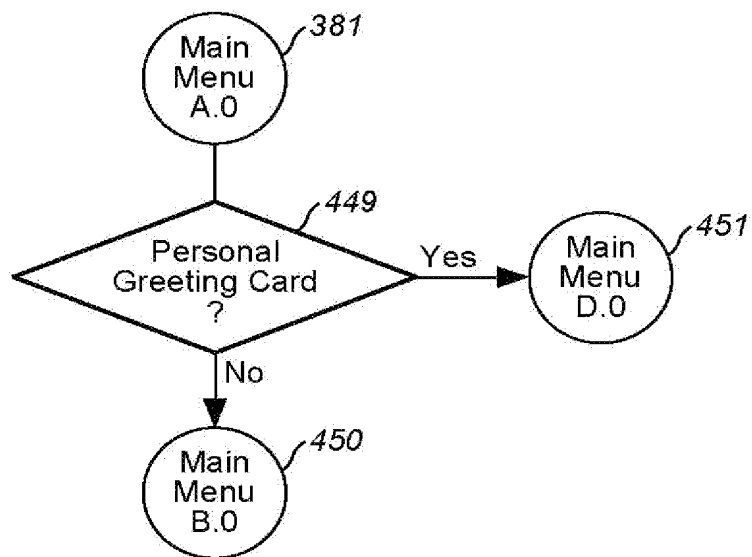 381
Main
Menu
A.0
449
Personal
Greeting Card
?
Yes
451
Main
Menu
D.0
No
450
Main
Menu
B.0